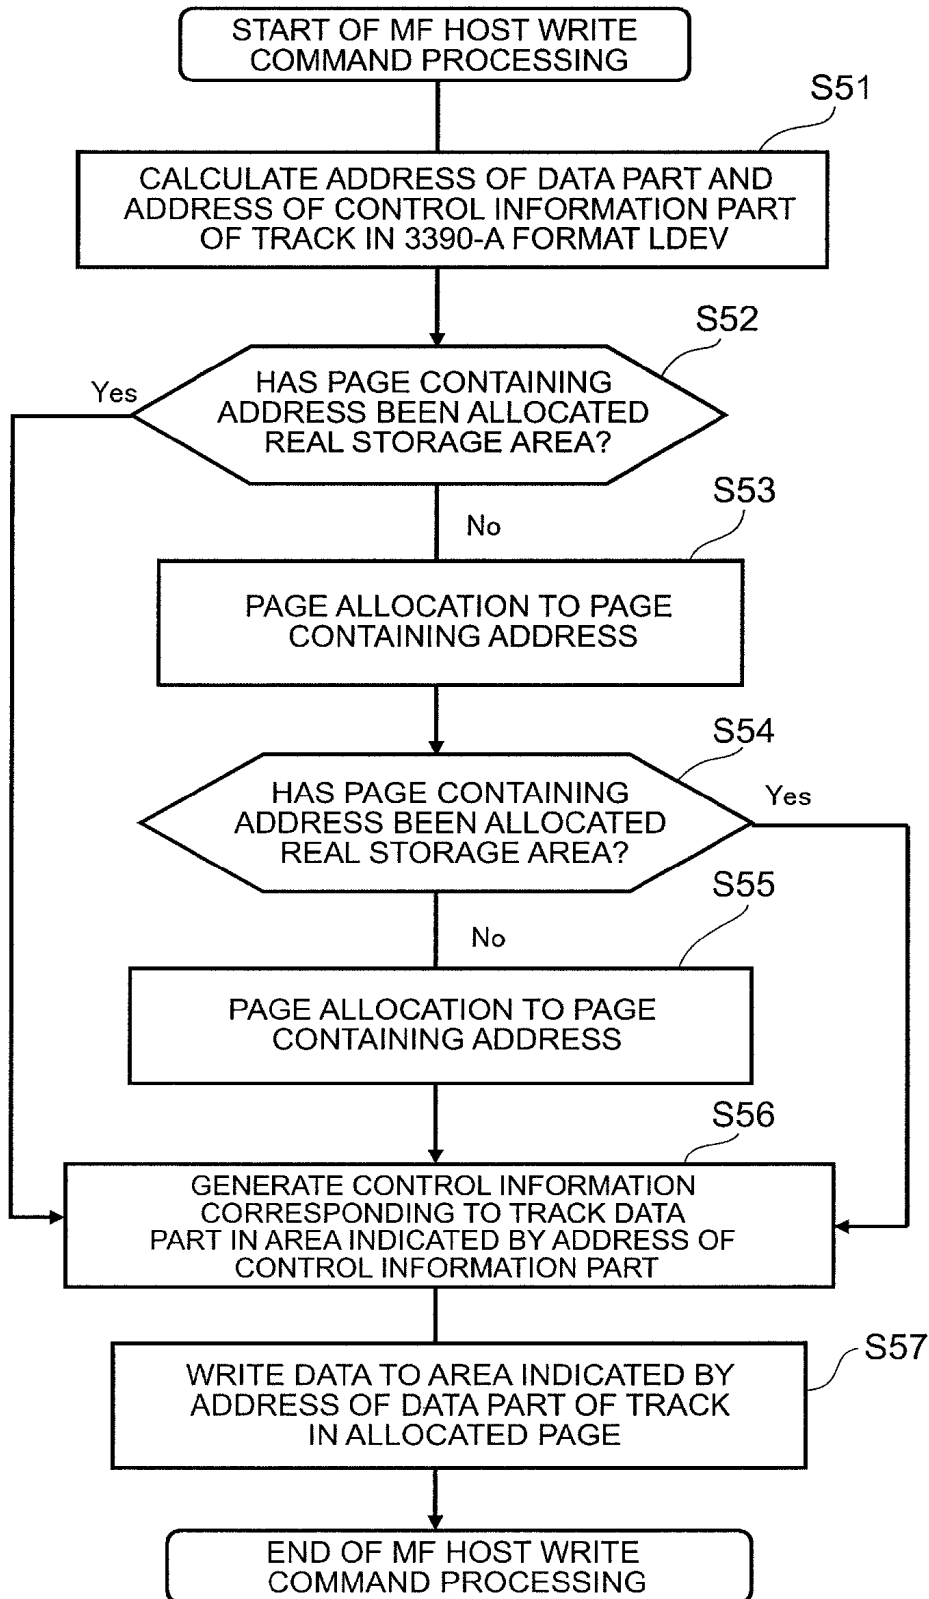 START OF MF HOST WRITE
COMMAND PROCESSING
S51
CALCULATE ADDRESS OF DATA PART AND
ADDRESS OF CONTROL INFORMATION PART
OF TRACK IN 3390-A FORMAT LDEV
S52
Yes
HAS PAGE CONTAINING
ADDRESS BEEN ALLOCATED
REAL STORAGE AREA?
No
S53
PAGE ALLOCATION TO PAGE
CONTAINING ADDRESS
S54
HAS PAGE CONTAINING
ADDRESS BEEN ALLOCATED
REAL STORAGE AREA?
Yes
No
S55
PAGE ALLOCATION TO PAGE
CONTAINING ADDRESS
S56
GENERATE CONTROL INFORMATION
CORRESPONDING TO TRACK DATA
PART IN AREA INDICATED BY ADDRESS OF
CONTROL INFORMATION PART
S57
WRITE DATA TO AREA INDICATED BY
ADDRESS OF DATA PART OF TRACK
IN ALLOCATED PAGE
END OF MF HOST WRITE
COMMAND PROCESSING